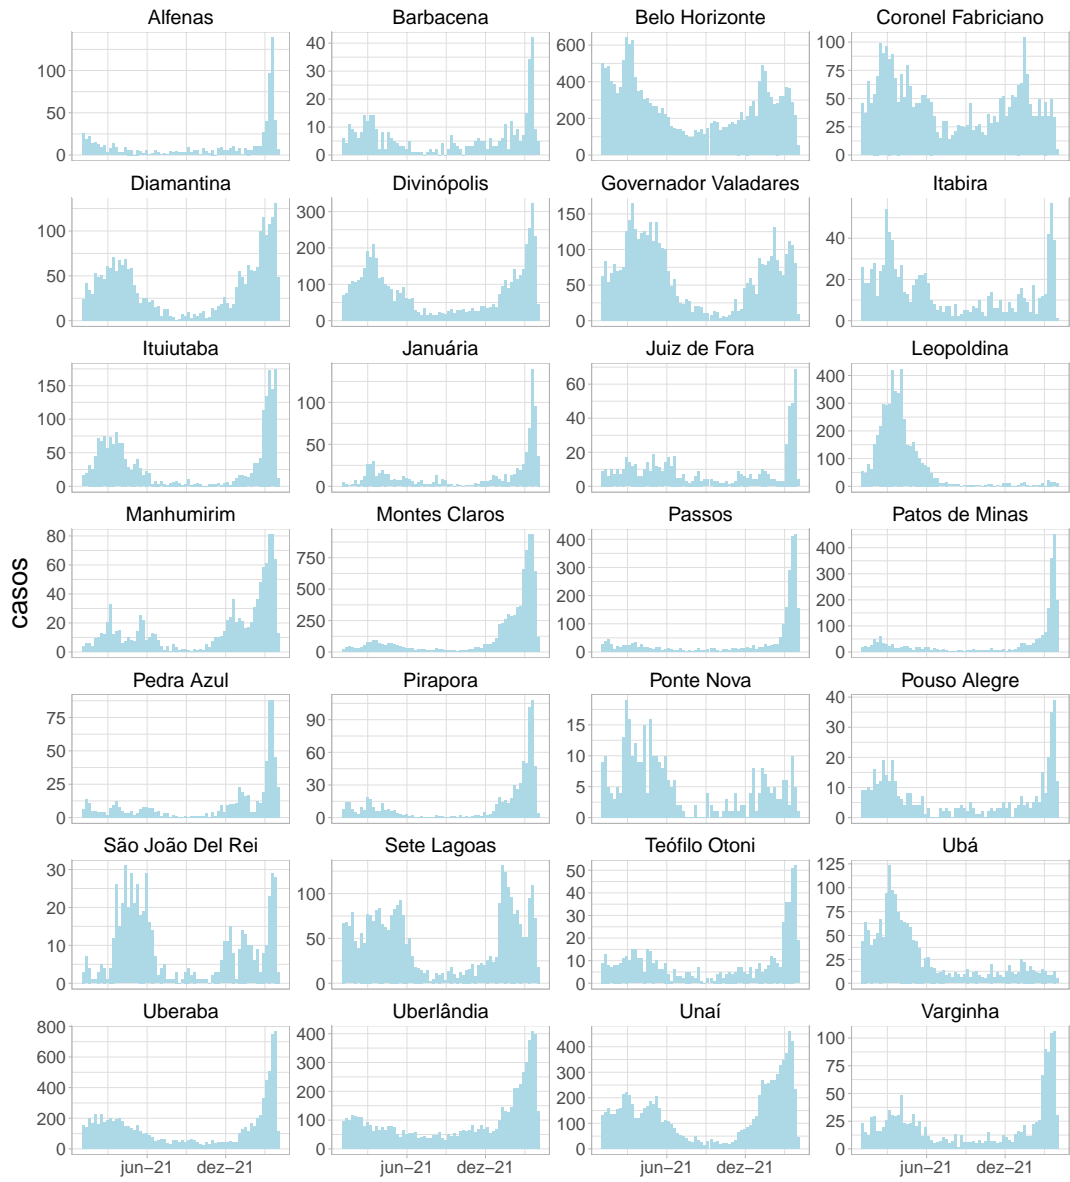 Alfenas Barbacena Belo Horizonte Coronel Fabriciano
100 50 0
40 30 20 10 0
600 400 200 0
100 75 50 25 0
Diamantina Divinópolis Governador Valadares Itabira
100 50 0
300 200 100 0
150 100 50 0
40 20 0
Ituiutaba Januária Juiz de Fora Leopoldina
150 100 50 0
100 50 0
60 40 20 0
400 300 200 100 0
Manhumirim Montes Claros Passos Patos de Minas
80 60 40 20 0
750 500 250 0
400 300 200 100 0
400 300 200 100 0
casos
Pedra Azul Pirapora Ponte Nova Pouso Alegre
75 50 25 0
90 60 30 0
15 10 5 0
40 30 20 10 0
São João Del Rei Sete Lagoas Teófilo Otoni Ubá
30 20 10 0
100 50 0
50 40 30 20 10 0
125 100 75 50 25 0
Uberaba Uberlândia Unaí Varginha
800 600 400 200 0
400 300 200 100 0
400 300 200 100 0
100 75 50 25 0
jun–21 dez–21 jun–21 dez–21 jun–21 dez–21 jun–21 dez–21